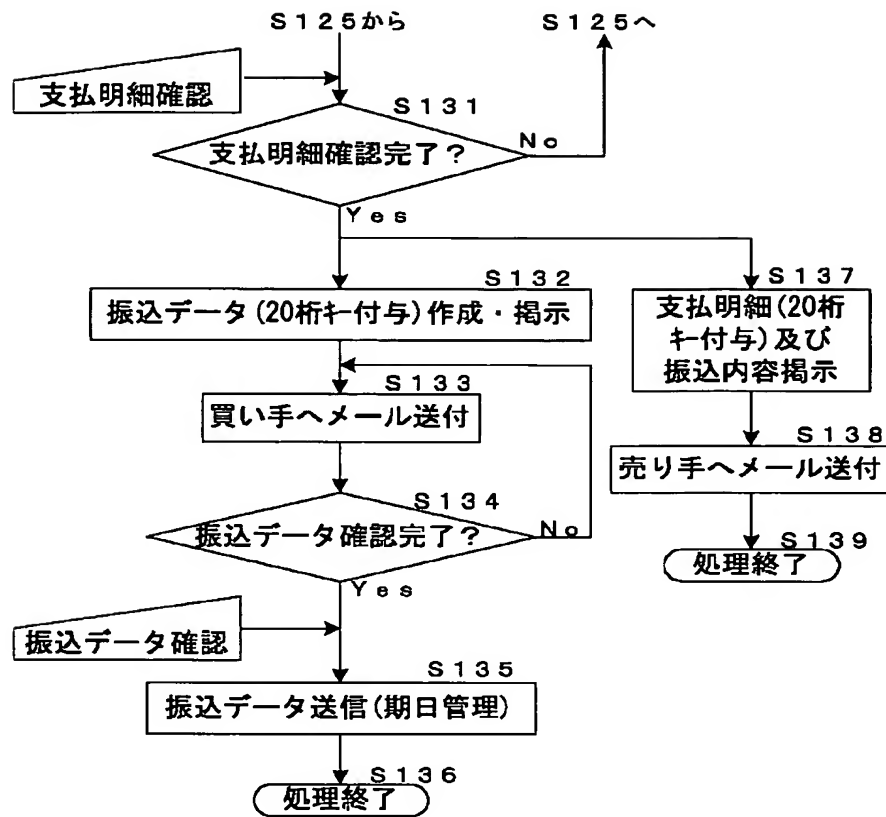 S125から
S125へ
支払明細確認
S131
支払明細確認完了？
No
Yes
S132
振込データ(20桁キー付与)作成・掲示
S137
支払明細(20桁
キー付与)及び
振込内容掲示
S133
買い手へメール送付
S138
売り手へメール送付
S134
振込データ確認完了？
No
S139
処理終了
Yes
振込データ確認
S135
振込データ送信(期日管理)
S136
処理終了